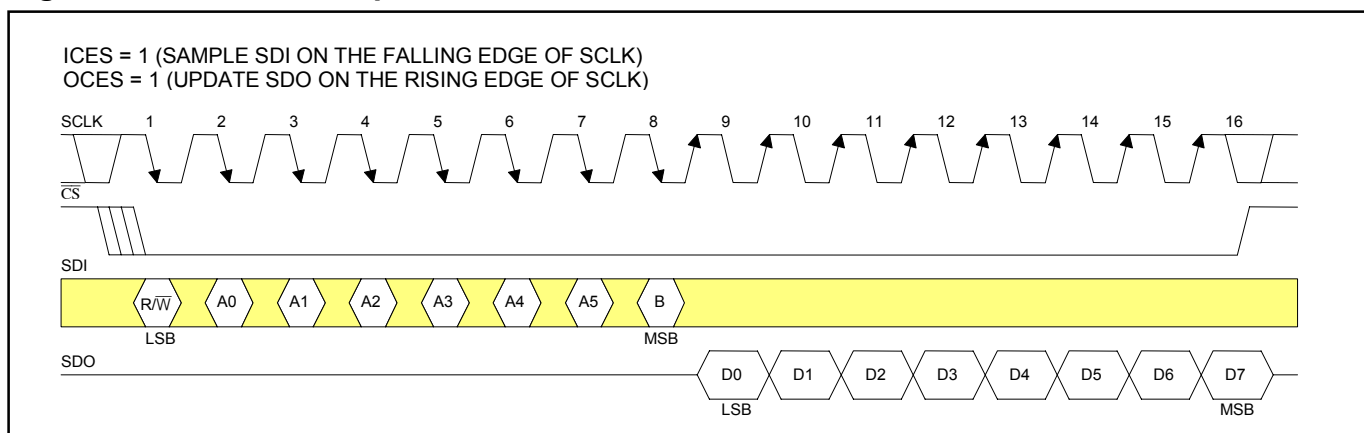 ICES = 1 (SAMPLE SDI ON THE FALLING EDGE OF SCLK)
OCES = 1 (UPDATE SDO ON THE RISING EDGE OF SCLK)
SCLK 1 2 3 4 5 6 7 8 9 10 11 12 13 14 15 16
C̅S̅
SDI
R/W̅ A0 A1 A2 A3 A4 A5 B
LSB MSB
SDO
D0 D1 D2 D3 D4 D5 D6 D7
LSB MSB